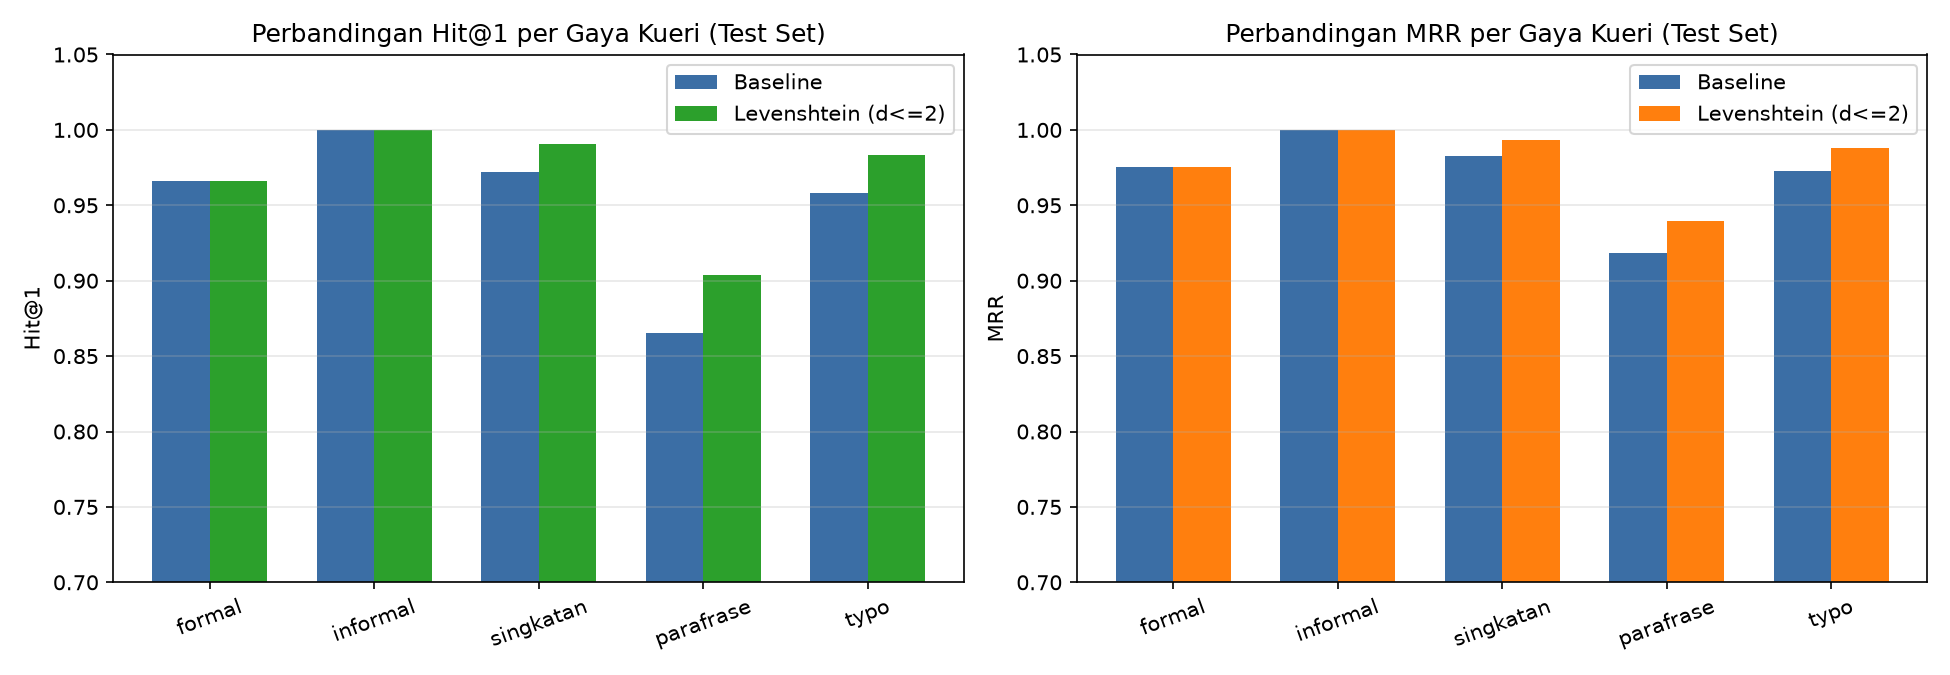 Perbandingan Hit@1 per Gaya Kueri (Test Set)
Baseline
Levenshtein (d<=2)
Hit@1
1.05
1.00
0.95
0.90
0.85
0.80
0.75
0.70
formal
informal
singkatan
parafrase
typo
Perbandingan MRR per Gaya Kueri (Test Set)
Baseline
Levenshtein (d<=2)
MRR
1.05
1.00
0.95
0.90
0.85
0.80
0.75
0.70
formal
informal
singkatan
parafrase
typo